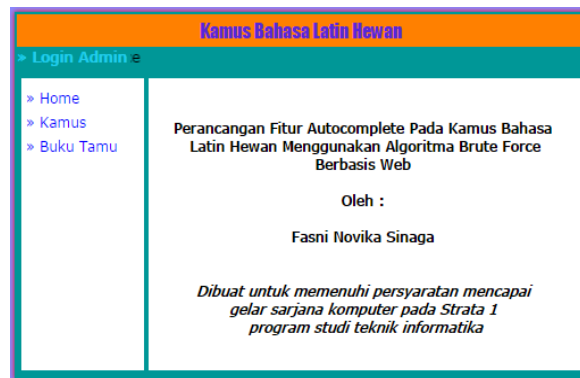 Kamus Bahasa Latin Hewan
» Login Admin e
» Home
» Kamus
» Buku Tamu
Perancangan Fitur Autocomplete Pada Kamus Bahasa
Latin Hewan Menggunakan Algoritma Brute Force
Berbasis Web
Oleh :
Fasni Novika Sinaga
Dibuat untuk memenuhi persyaratan mencapai
gelar sarjana komputer pada Strata 1
program studi teknik informatika